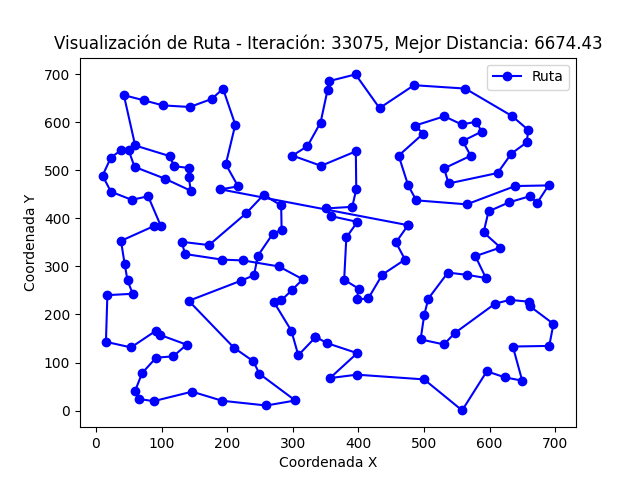 Visualización de Ruta - Iteración: 33075, Mejor Distancia: 6674.43
Ruta
700
600
500
400
300
200
100
0
Coordenada Y
0 100 200 300 400 500 600 700
Coordenada X